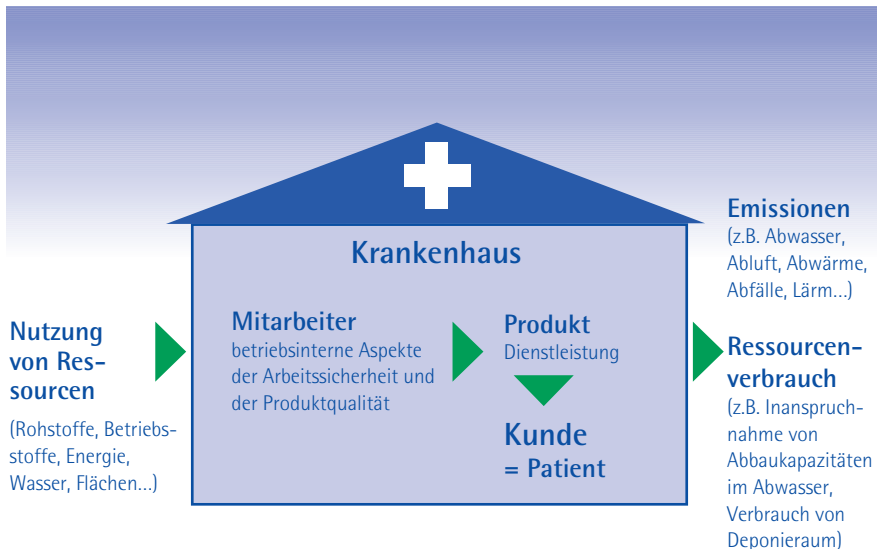 Krankenhaus
Nutzung
von Res-
sourcen
(Rohstoffe, Betriebs-
stoffe, Energie,
Wasser, Flächen...)
Mitarbeiter
betriebsinterne Aspekte
der Arbeitssicherheit und
der Produktqualität
Produkt
Dienstleistung
Kunde
= Patient
Emissionen
(z.B. Abwasser,
Abluft, Abwärme,
Abfälle, Lärm...)
Ressourcen-
verbrauch
(z.B. Inanspruch-
nahme von
Abbaukapazitäten
im Abwasser,
Verbrauch von
Deponieraum)